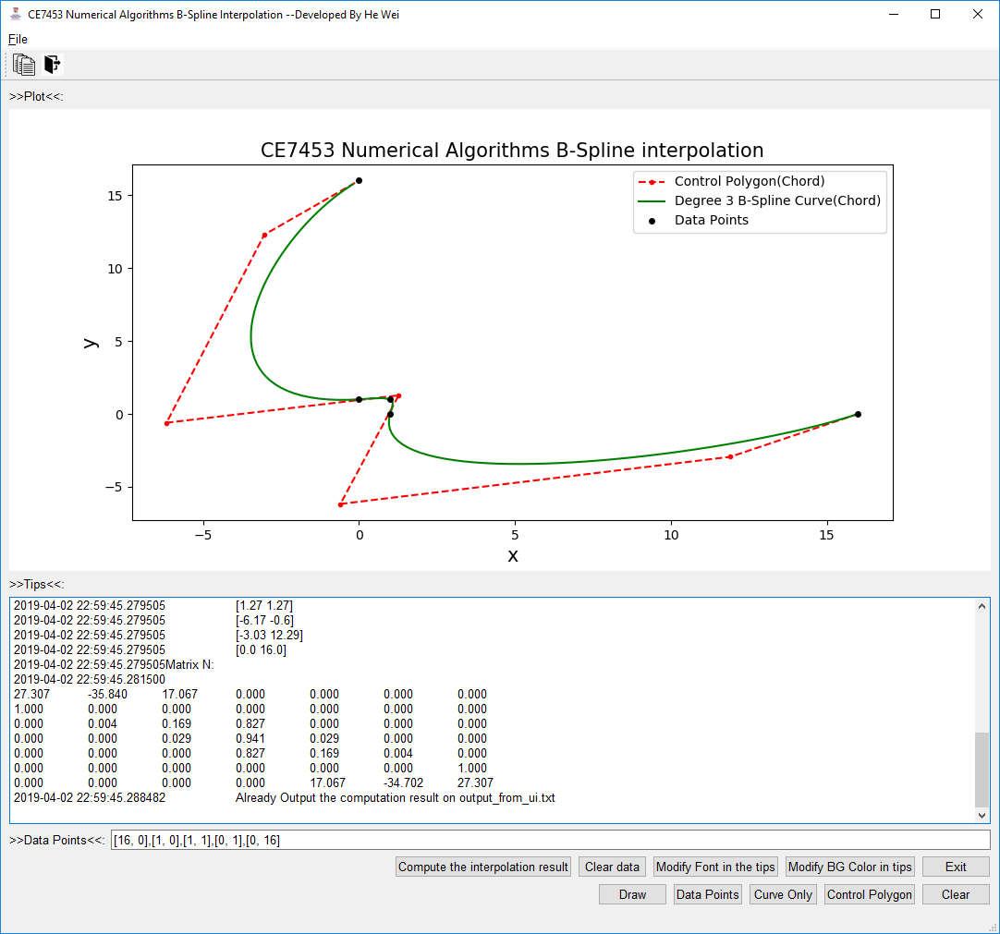 CE7453 Numerical Algorithms B-Spline Interpolation --Developed By He Wei
File
>>Plot<<:
CE7453 Numerical Algorithms B-Spline interpolation
Control Polygon(Chord)
Degree 3 B-Spline Curve(Chord)
Data Points
15
10
5
0
−5
y
−5 0 5 10 15
x
>>Tips<<:
2019-04-02 22:59:45.279505 [1.27 1.27]
2019-04-02 22:59:45.279505 [-6.17 -0.6]
2019-04-02 22:59:45.279505 [-3.03 12.29]
2019-04-02 22:59:45.279505 [0.0 16.0]
2019-04-02 22:59:45.279505Matrix N:
2019-04-02 22:59:45.281500
27.307 -35.840 17.067 0.000 0.000 0.000 0.000
1.000 0.000 0.000 0.000 0.000 0.000 0.000
0.000 0.004 0.169 0.827 0.000 0.000 0.000
0.000 0.000 0.029 0.941 0.029 0.000 0.000
0.000 0.000 0.000 0.827 0.169 0.004 0.000
0.000 0.000 0.000 0.000 0.000 0.000 1.000
0.000 0.000 0.000 0.000 17.067 -34.702 27.307
2019-04-02 22:59:45.288482 Already Output the computation result on output_from_ui.txt
>>Data Points<<: [16, 0],[1, 0],[1, 1],[0, 1],[0, 16]
Compute the interpolation result Clear data Modify Font in the tips Modify BG Color in tips Exit
Draw Data Points Curve Only Control Polygon Clear